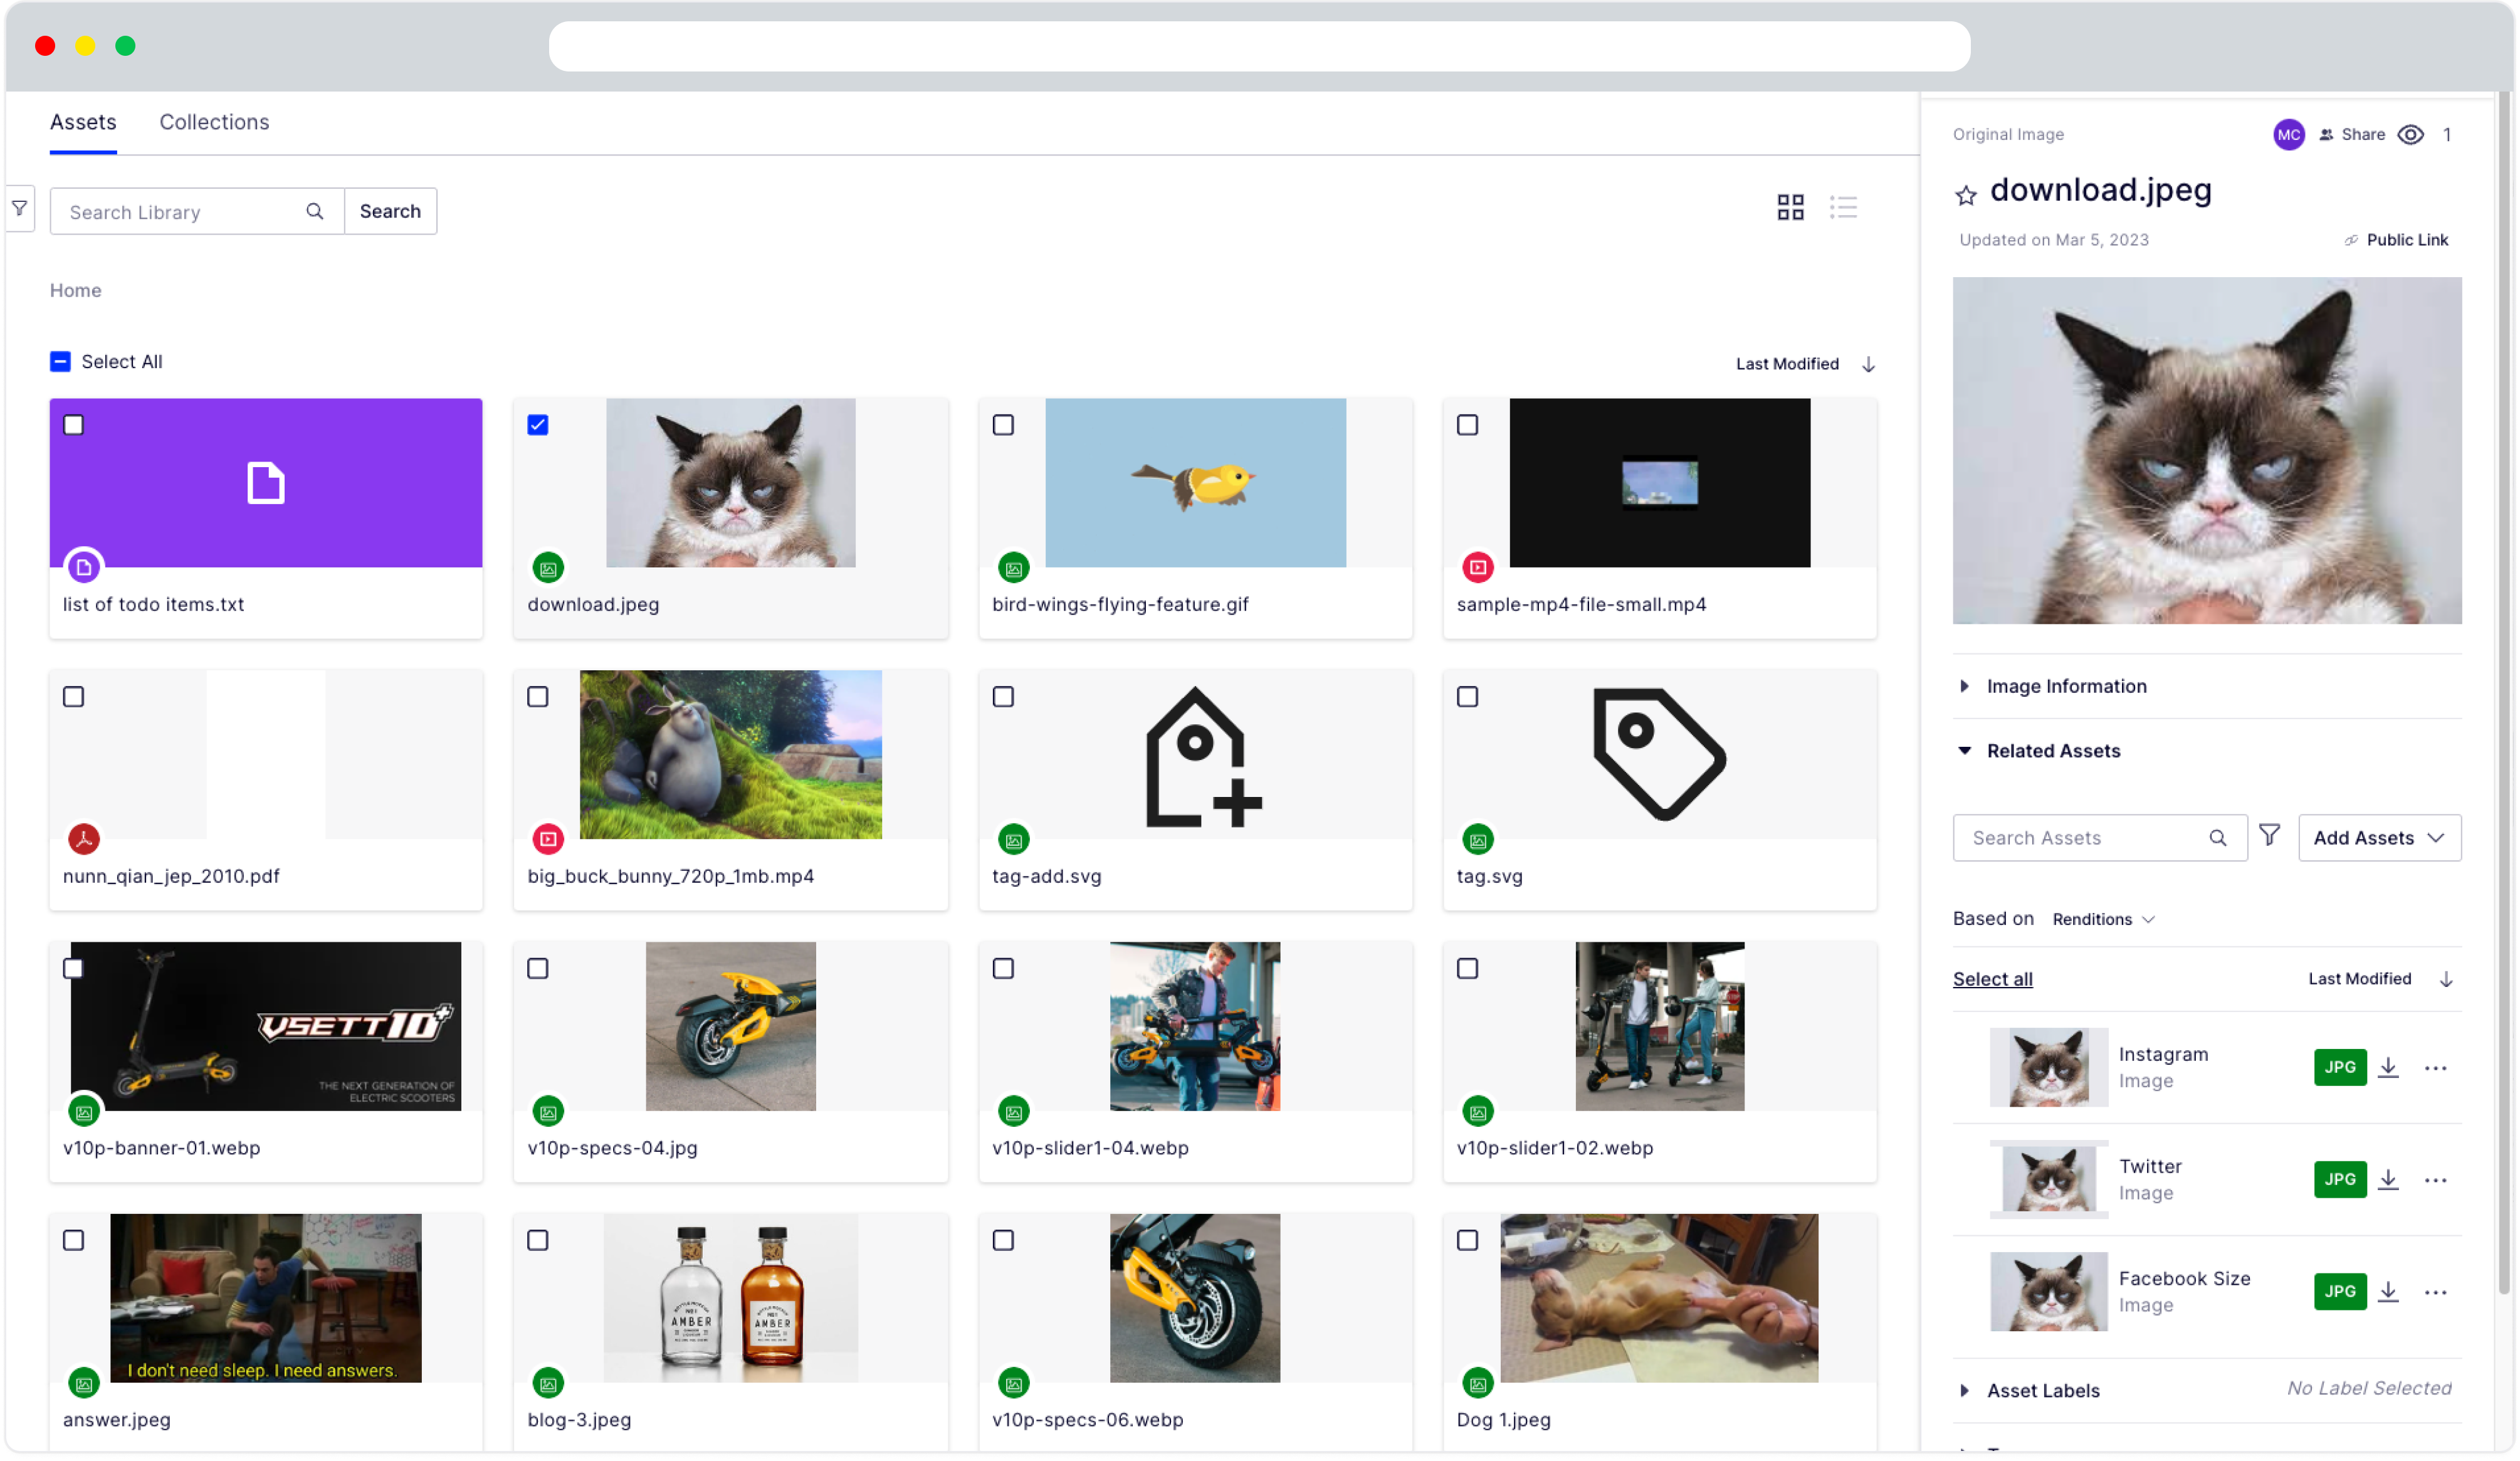 Assets
Collections
Search Library
Search
Home
Select All
Last Modified
list of todo items.txt
download.jpeg
bird-wings-flying-feature.gif
sample-mp4-file-small.mp4
nunn_qian_jep_2010.pdf
big_buck_bunny_720p_1mb.mp4
tag-add.svg
tag.svg
VSETT10+
THE NEXT GENERATION OF
ELECTRIC SCOOTERS
v10p-banner-01.webp
v10p-specs-04.jpg
v10p-slider1-04.webp
v10p-slider1-02.webp
I don't need sleep. I need answers.
AMBER
AMBER
answer.jpeg
blog-3.jpeg
v10p-specs-06.webp
Dog 1.jpeg
Original Image
MC
Share
1
download.jpeg
Updated on Mar 5, 2023
Public Link
Image Information
Related Assets
Search Assets
Add Assets
Based on Renditions
Select all
Last Modified
Instagram
Image
JPG
Twitter
Image
JPG
Facebook Size
Image
JPG
Asset Labels
No Label Selected